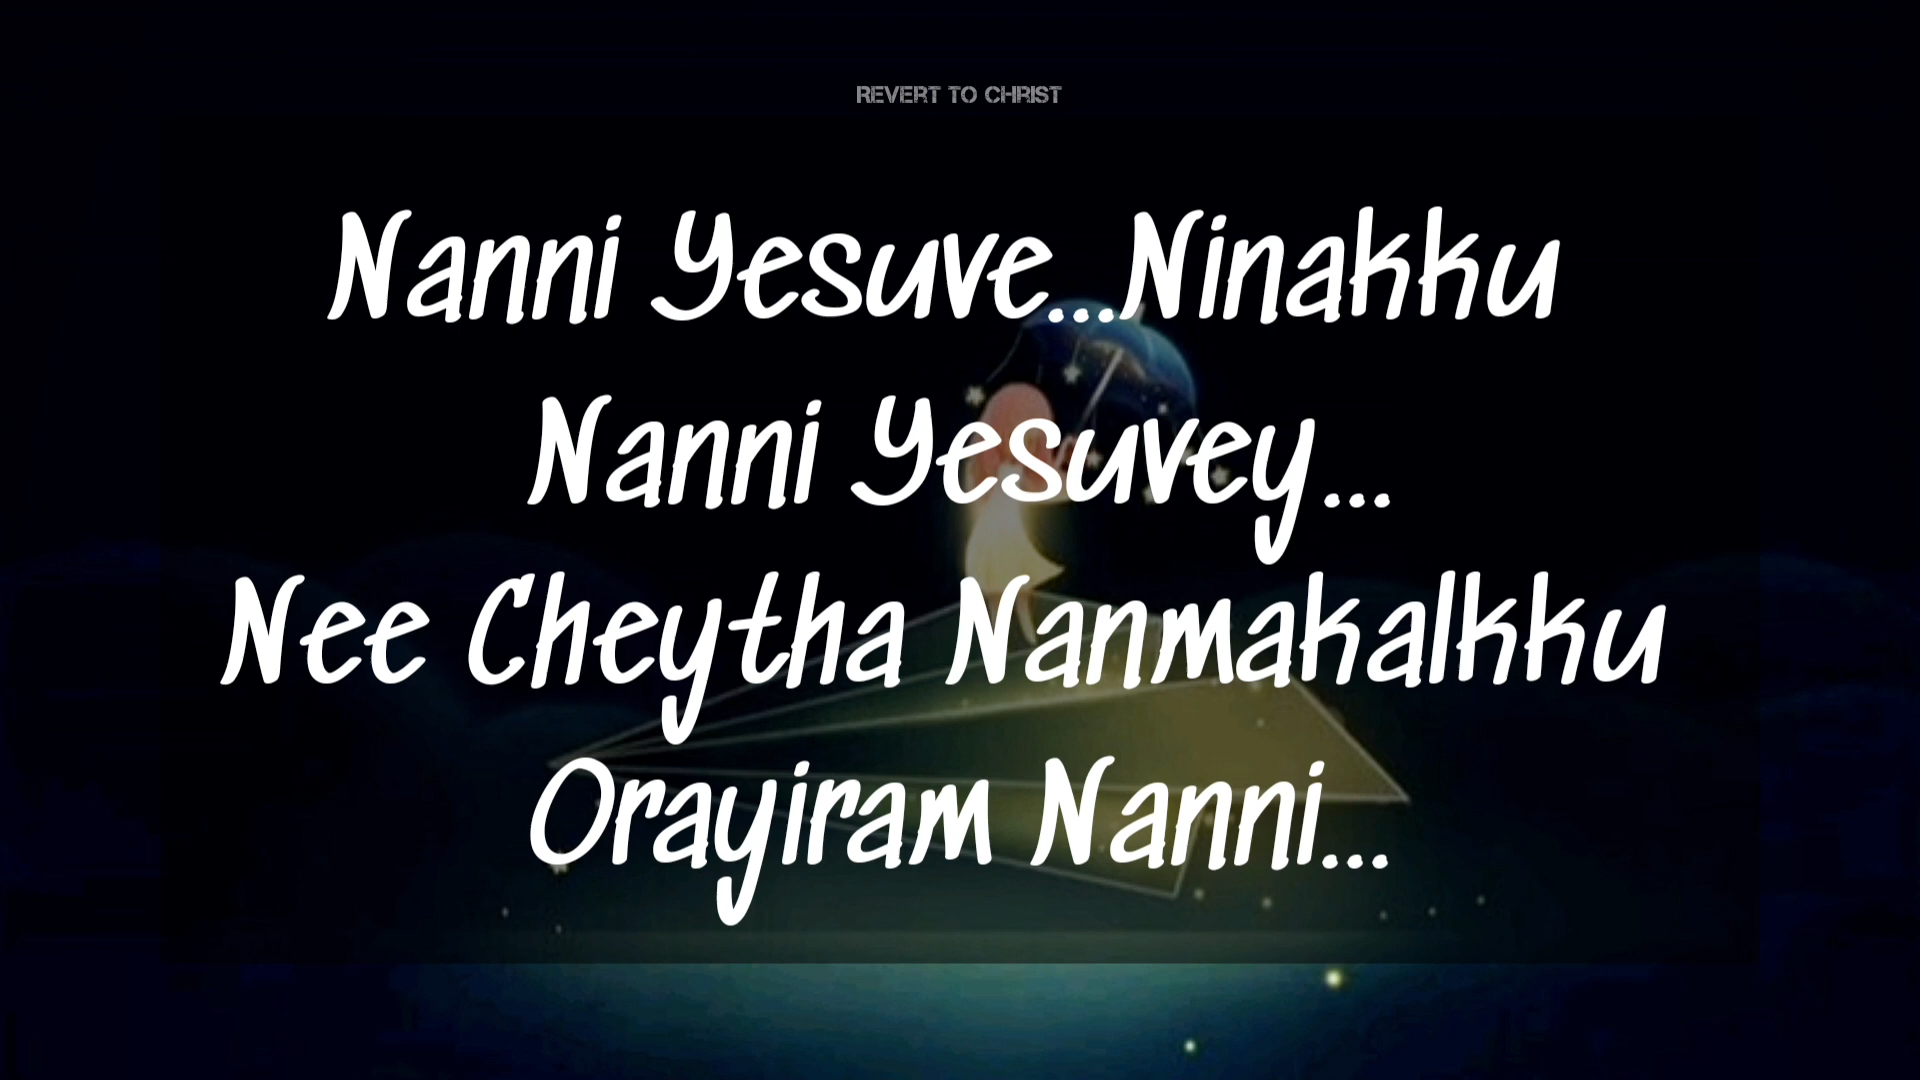 REVERT TO CHRIST
Nanni Yesuve...Ninakku
Nanni Yesuvey...
Nee Cheytha Nanmakalkku
Orayiram Nanni...